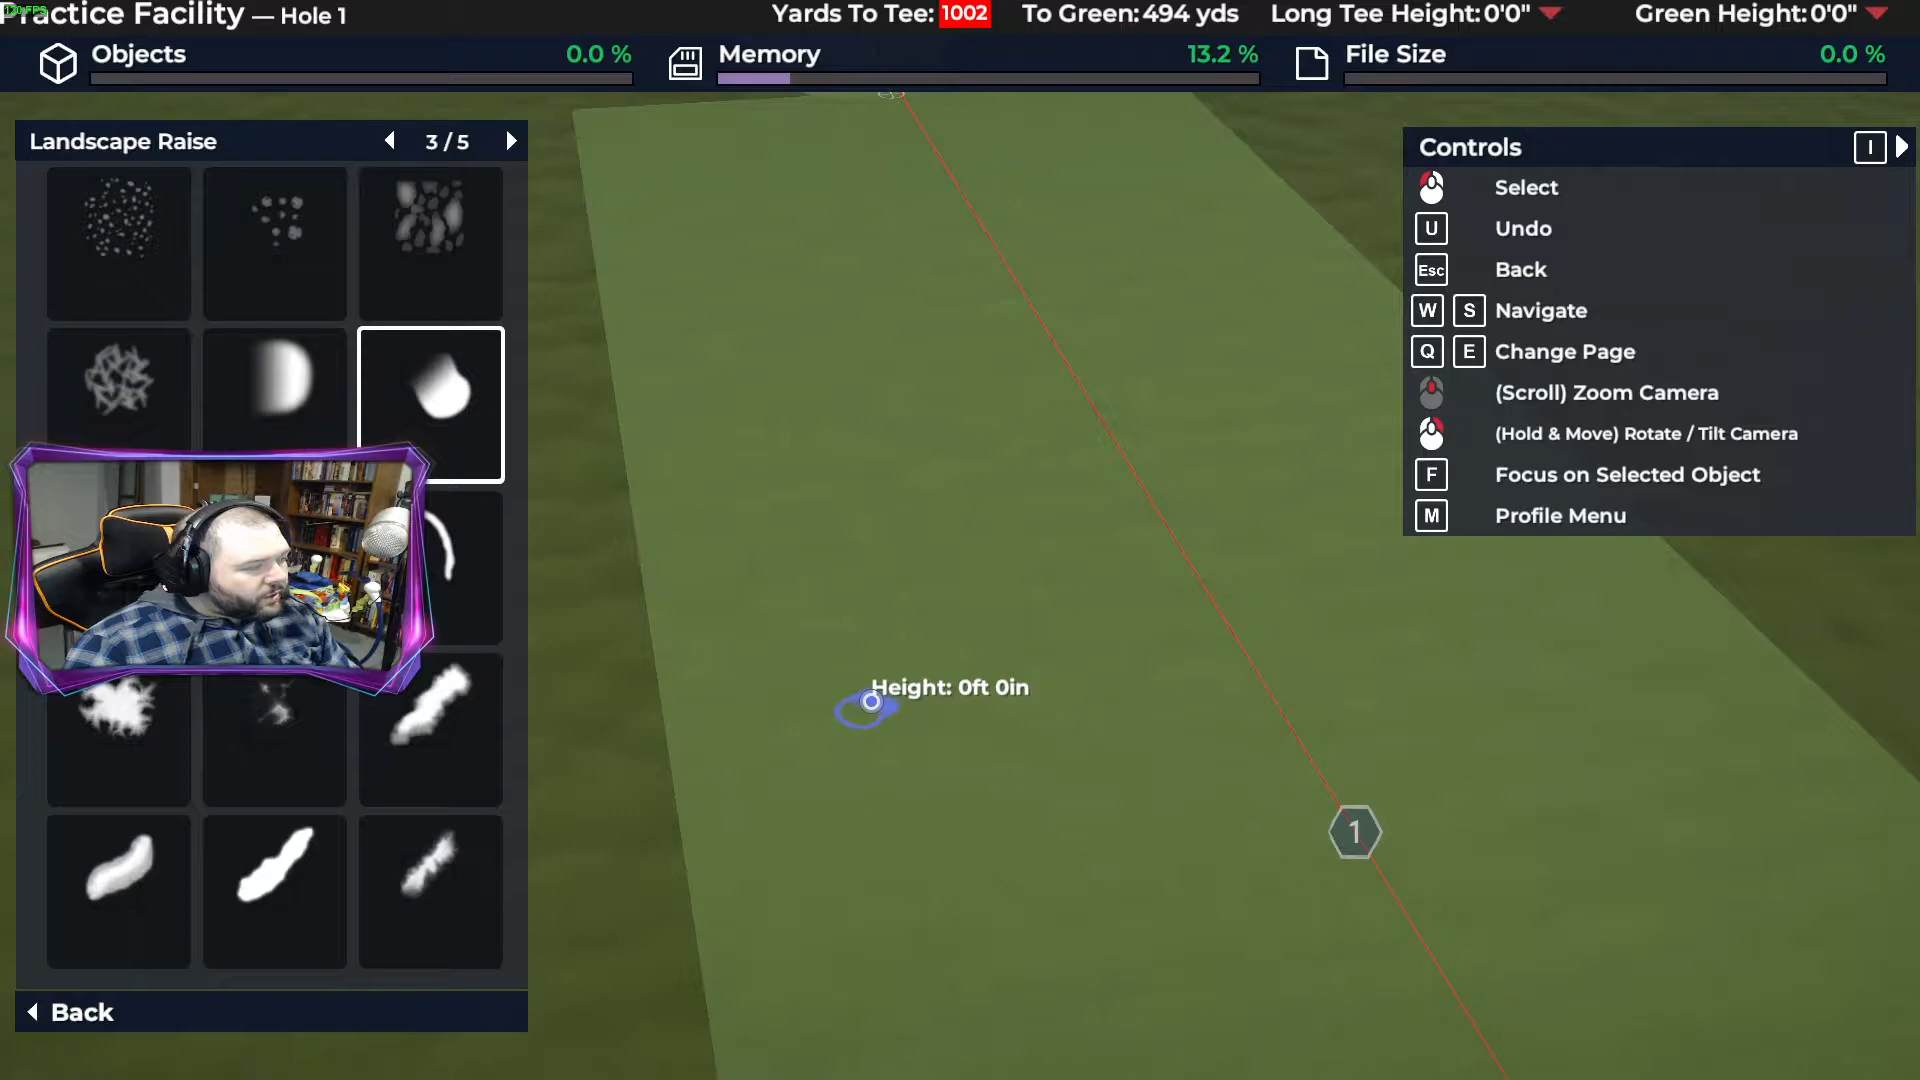 120 FPS
Practice Facility — Hole 1
Yards To Tee: 1002
To Green: 494 yds
Long Tee Height: 0'0"
Green Height: 0'0"
Objects 0.0 %
Memory 13.2 %
File Size 0.0 %
Landscape Raise 3 / 5
Controls I
Select
U Undo
Esc Back
W S Navigate
Q E Change Page
(Scroll) Zoom Camera
(Hold & Move) Rotate / Tilt Camera
F Focus on Selected Object
M Profile Menu
Height: 0ft 0in
1
Back